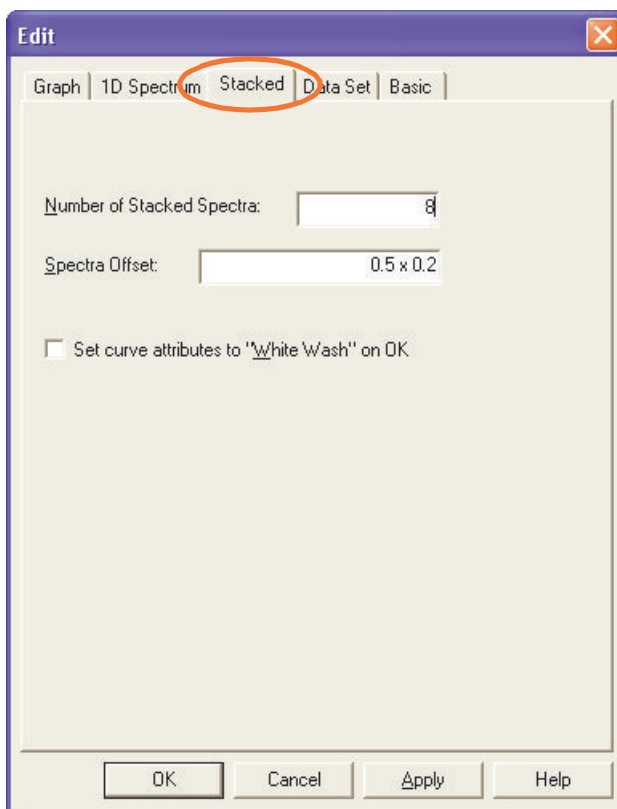 Edit
Graph 1D Spectrum Stacked Data Set Basic
Number of Stacked Spectra: 8
Spectra Offset: 0.5 x 0.2
Set curve attributes to "White Wash" on OK
OK Cancel Apply Help